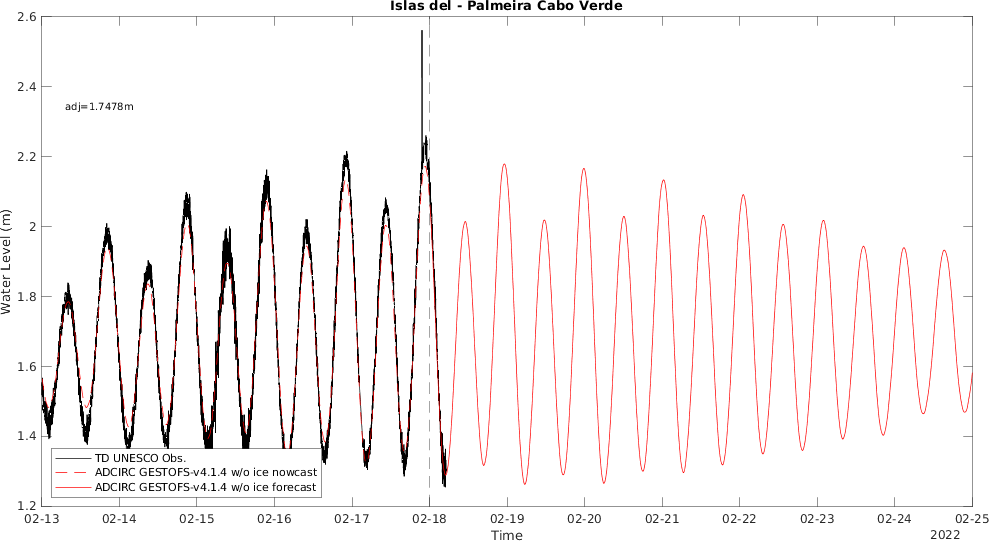 Islas del - Palmeira Cabo Verde
2.6
2.4
2.2
2
1.8
1.6
1.4
1.2
Water Level (m)
adj=1.7478m
TD UNESCO Obs.
ADCIRC GESTOFS-v4.1.4 w/o ice nowcast
ADCIRC GESTOFS-v4.1.4 w/o ice forecast
02-13 02-14 02-15 02-16 02-17 02-18 02-19 02-20 02-21 02-22 02-23 02-24 02-25
Time
2022